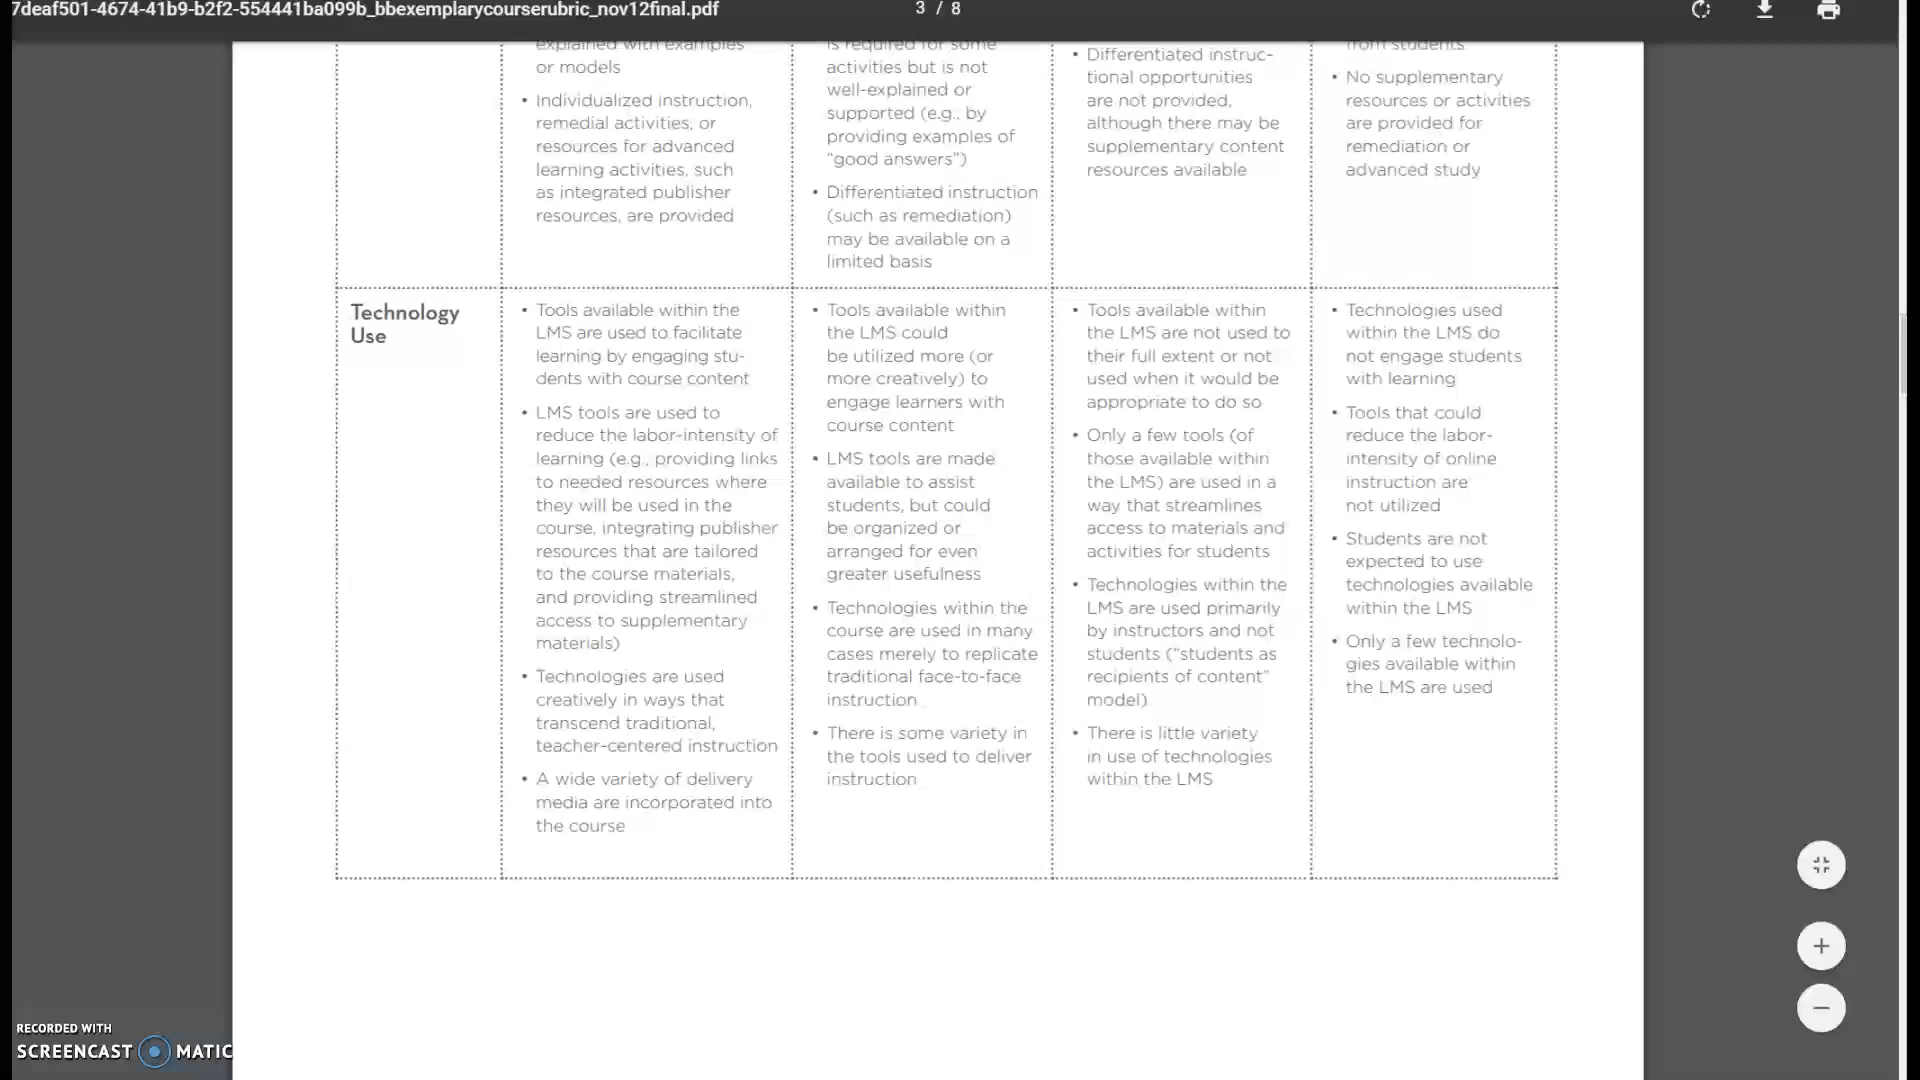 7deaf501-4674-41b9-b2f2-554441ba099b_bbexemplarycourserubric_nov12final.pdf
3 / 8
explained with examples
or models
• Individualized instruction,
remedial activities, or
resources for advanced
learning activities, such
as integrated publisher
resources, are provided
is required for some
activities but is not
well-explained or
supported (e.g., by
providing examples of
“good answers”)
• Differentiated instruction
(such as remediation)
may be available on a
limited basis
• Differentiated instruc-
tional opportunities
are not provided,
although there may be
supplementary content
resources available
from students.
• No supplementary
resources or activities
are provided for
remediation or
advanced study
Technology
Use
• Tools available within the
LMS are used to facilitate
learning by engaging stu-
dents with course content
• LMS tools are used to
reduce the labor-intensity of
learning (e.g., providing links
to needed resources where
they will be used in the
course, integrating publisher
resources that are tailored
to the course materials,
and providing streamlined
access to supplementary
materials)
• Technologies are used
creatively in ways that
transcend traditional,
teacher-centered instruction
• A wide variety of delivery
media are incorporated into
the course
• Tools available within
the LMS could
be utilized more (or
more creatively) to
engage learners with
course content
• LMS tools are made
available to assist
students, but could
be organized or
arranged for even
greater usefulness
• Technologies within the
course are used in many
cases merely to replicate
traditional face-to-face
instruction.
• There is some variety in
the tools used to deliver
instruction
• Tools available within
the LMS are not used to
their full extent or not
used when it would be
appropriate to do so
• Only a few tools (of
those available within
the LMS) are used in a
way that streamlines
access to materials and
activities for students
• Technologies within the
LMS are used primarily
by instructors and not
students (“students as
recipients of content”
model)
• There is little variety
in use of technologies
within the LMS
• Technologies used
within the LMS do
not engage students
with learning
• Tools that could
reduce the labor-
intensity of online
instruction are
not utilized
• Students are not
expected to use
technologies available
within the LMS
• Only a few technolo-
gies available within
the LMS are used
RECORDED WITH
SCREENCAST MATIC